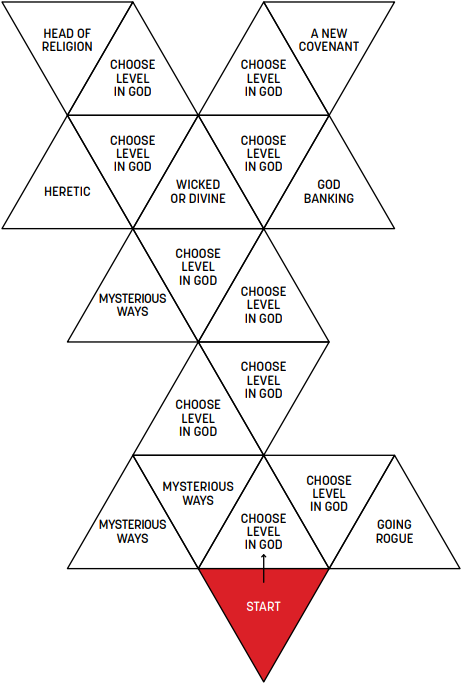 HEAD OF
RELIGION
CHOOSE
LEVEL
IN GOD
CHOOSE
LEVEL
IN GOD
A NEW
COVENANT
HERETIC
CHOOSE
LEVEL
IN GOD
WICKED
OR DIVINE
CHOOSE
LEVEL
IN GOD
GOD
BANKING
MYSTERIOUS
WAYS
CHOOSE
LEVEL
IN GOD
CHOOSE
LEVEL
IN GOD
CHOOSE
LEVEL
IN GOD
CHOOSE
LEVEL
IN GOD
MYSTERIOUS
WAYS
MYSTERIOUS
WAYS
CHOOSE
LEVEL
IN GOD
CHOOSE
LEVEL
IN GOD
GOING
ROGUE
START